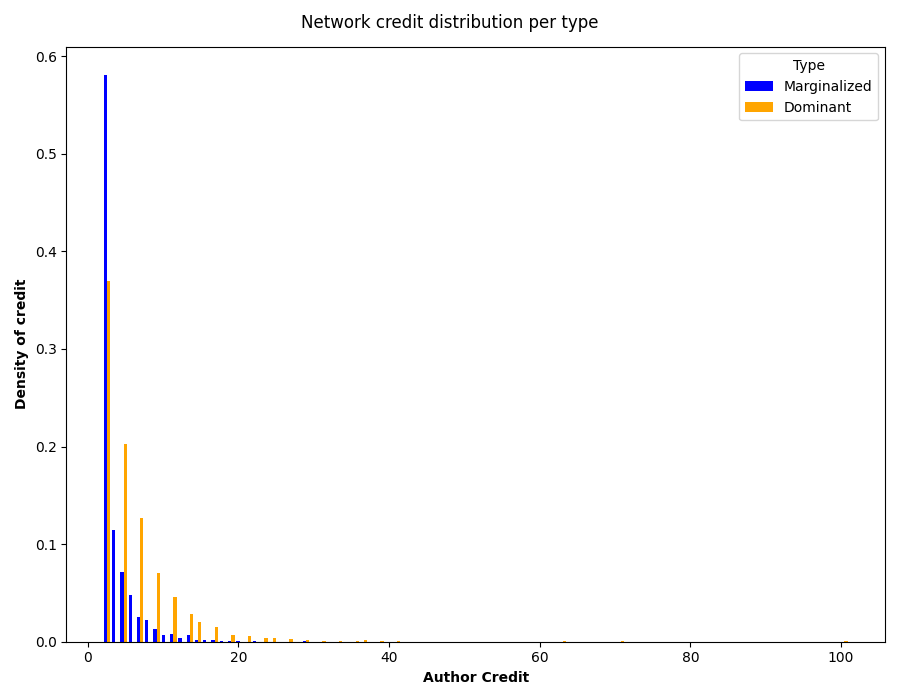 Network credit distribution per type
0.6
0.5
0.4
0.3
0.2
0.1
0.0
Density of credit
Type
Marginalized
Dominant
0 20 40 60 80 100
Author Credit